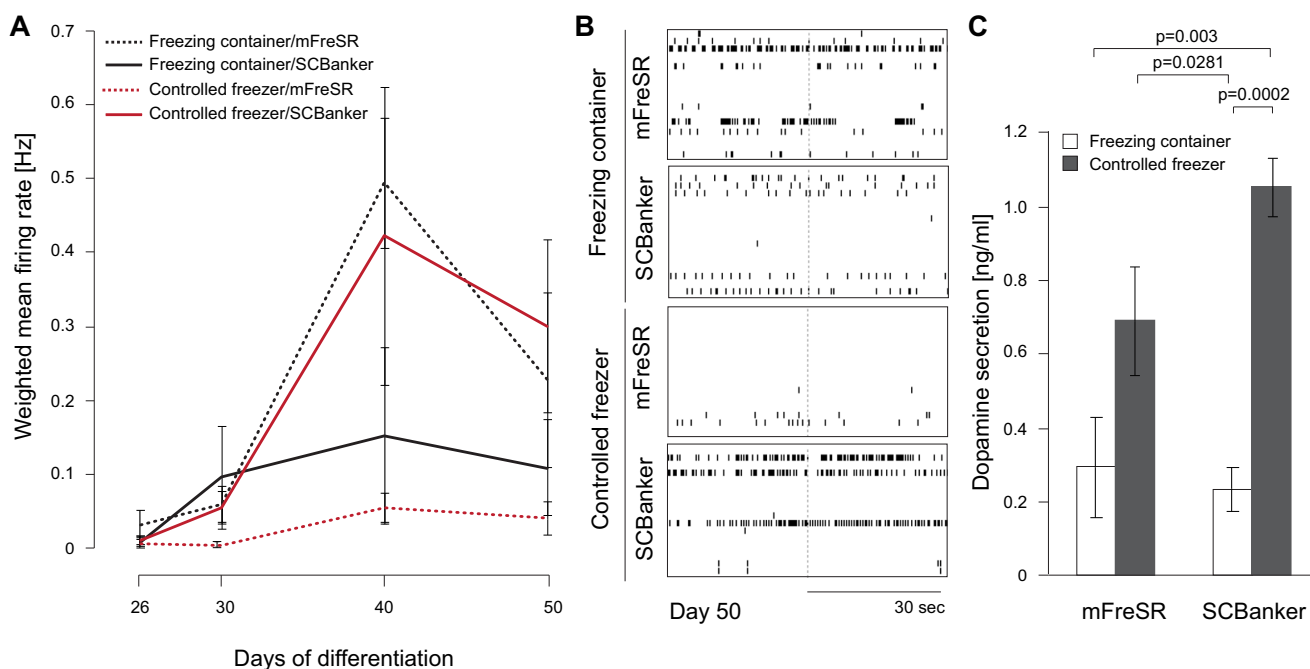 A
Weighted mean firing rate [Hz]
0.7
0.6
0.5
0.4
0.3
0.2
0.1
0
Freezing container/mFreSR
Freezing container/SCBanker
Controlled freezer/mFreSR
Controlled freezer/SCBanker
26
30
40
50
Days of differentiation
B
Freezing container
mFreSR
SCBanker
Controlled freezer
mFreSR
SCBanker
Day 50
30 sec
C
p=0.003
p=0.0281
p=0.0002
Dopamine secretion [ng/ml]
1.2
1.0
0.8
0.6
0.4
0.2
0
Freezing container
Controlled freezer
mFreSR
SCBanker